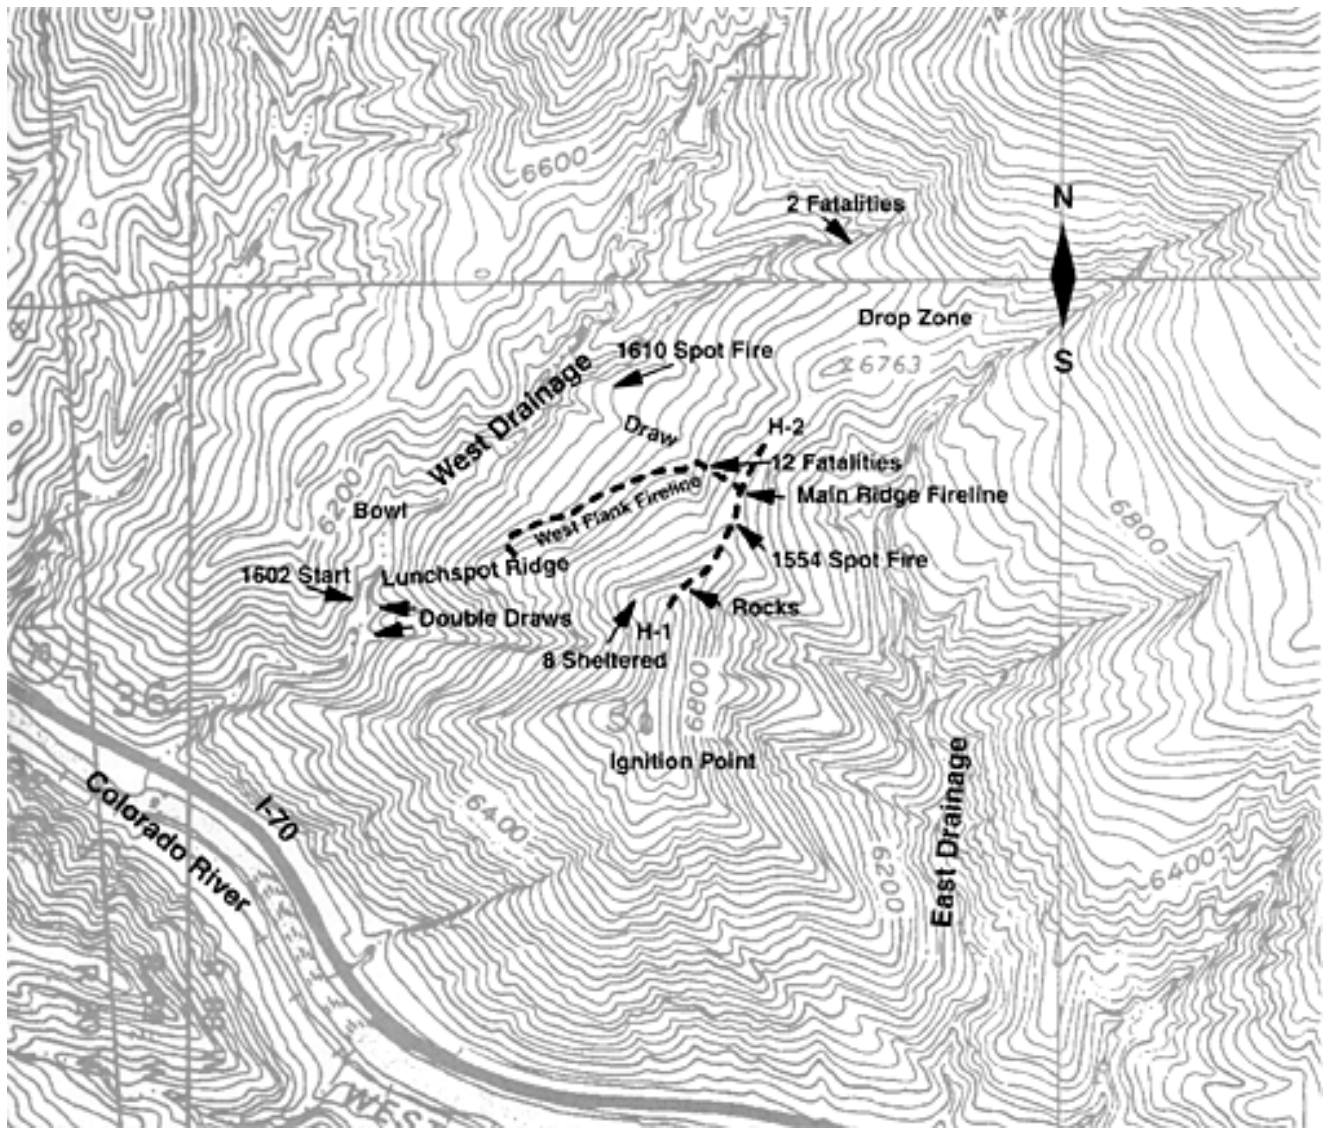 6600
2 Fatalities
N
Drop Zone
S
1610 Spot Fire
6763
West Drainage
Draw
H-2
12 Fatalities
Main Ridge Fireline
West Flank Fireline
6200
Bowl
6800
1554 Spot Fire
1602 Start
Lunchspot Ridge
Double Draws
Rocks
H-1
8 Sheltered
36
6800
Ignition Point
Colorado River
I-70
6400
6200
East Drainage
6400
WEST